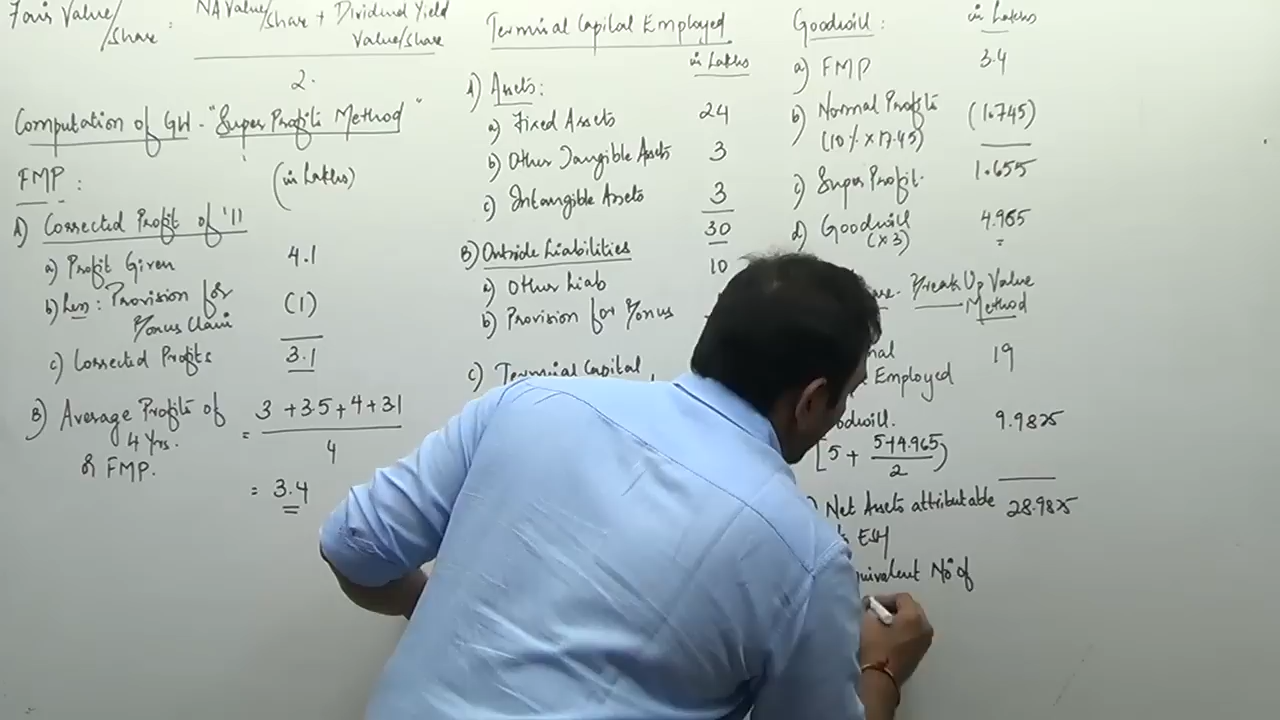 Fair Value/Share = NA Value/Share + Dividend Yield Value/Share
2.
Computation of GW - "Super Profits Method"
FMP : (in Lakhs)
A) Corrected Profit of '11
a) Profit Given 4.1
b) Less : Provision for Bonus Claim (1)
c) Corrected Profits 3.1
B) Average Profits of 4 Yrs. or FMP. = 3 + 3.5 + 4 + 3.1
4
= 3.4
Terminal Capital Employed
in Lakhs
A) Assets :
a) Fixed Assets 24
b) Other Tangible Assets 3
c) Intangible Assets 3
30
B) Outside Liabilities
a) Other Liab 10
b) Provision for Bonus
C) Terminal Capital
Goodwill : in Lakhs
a) FMP 3.4
b) Normal Profits (1.745)
(10% x 17.45)
c) Super Profit. 1.655
d) Goodwill 4.965
(x 3)
Break Up Value
Method
19
Employed
9.9825
[5 + 5+4.965
2 )
Net Assets attributable 28.9825
ESH
No of